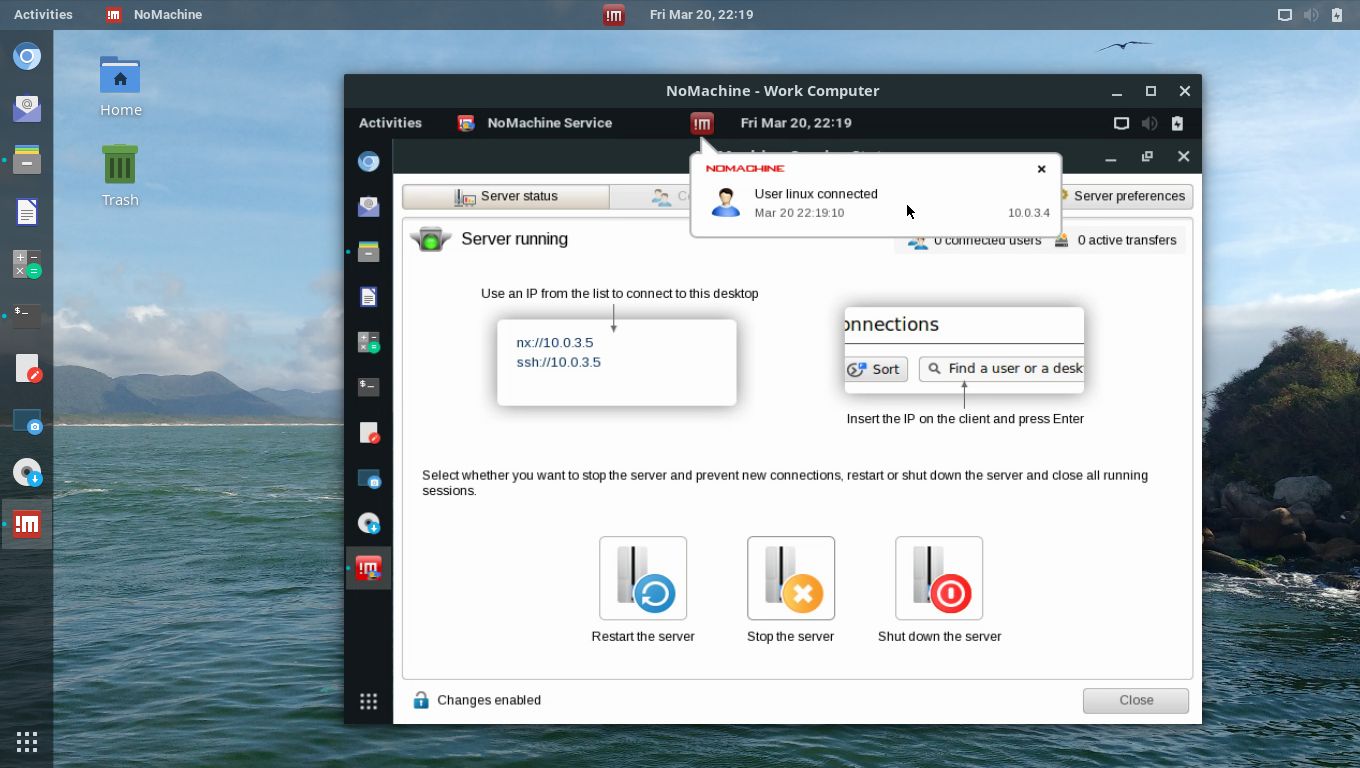 Activities
NoMachine
!M
Fri Mar 20, 22:19
Home
Trash
NoMachine - Work Computer
Activities
NoMachine Service
!M
Fri Mar 20, 22:19
NOMACHINE
User linux connected
Mar 20 22:19:10
10.0.3.4
Server status
Server preferences
Server running
0 connected users
0 active transfers
Use an IP from the list to connect to this desktop
nx://10.0.3.5
ssh://10.0.3.5
onnections
Sort
Find a user or a desk
Insert the IP on the client and press Enter
Select whether you want to stop the server and prevent new connections, restart or shut down the server and close all running
sessions.
Restart the server
Stop the server
Shut down the server
Changes enabled
Close